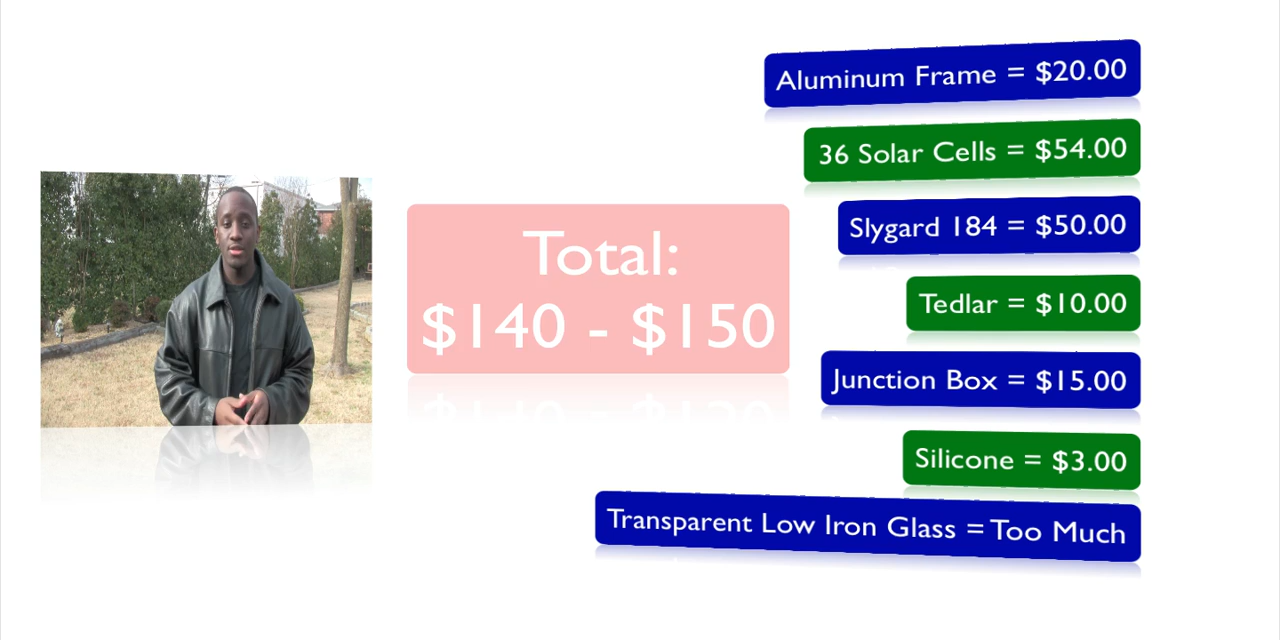 Aluminum Frame = $20.00
36 Solar Cells = $54.00
Slygard 184 = $50.00
Total:
$140 - $150
Tedlar = $10.00
Junction Box = $15.00
Silicone = $3.00
Transparent Low Iron Glass = Too Much